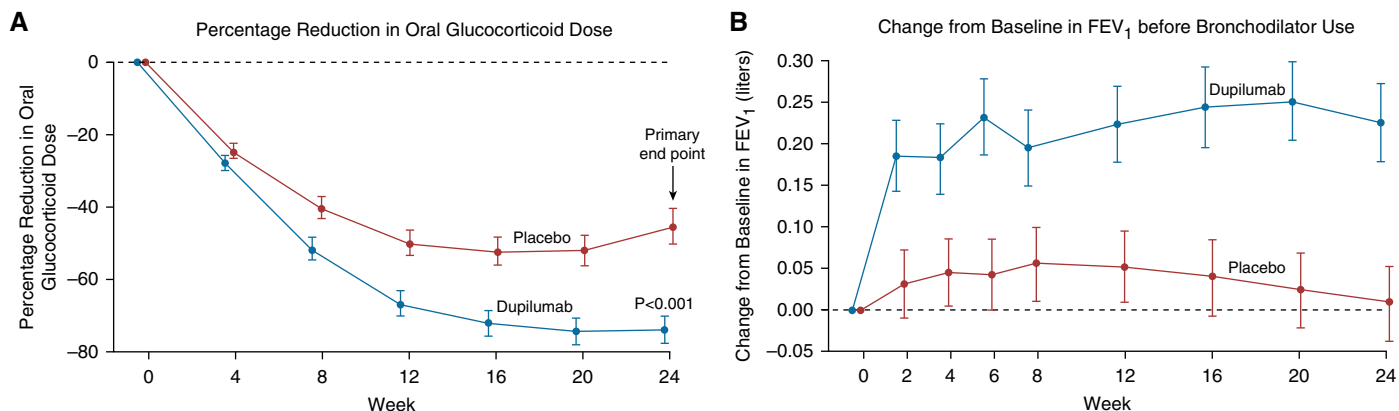 A
Percentage Reduction in Oral Glucocorticoid Dose
Percentage Reduction in Oral
Glucocorticoid Dose
0
–20
–40
–60
–80
Primary
end point
Placebo
Dupilumab
P<0.001
0 4 8 12 16 20 24
Week
B
Change from Baseline in FEV1 before Bronchodilator Use
Change from Baseline in FEV1 (liters)
0.30
0.25
0.20
0.15
0.10
0.05
0.00
–0.05
Dupilumab
Placebo
0 2 4 6 8 12 16 20 24
Week